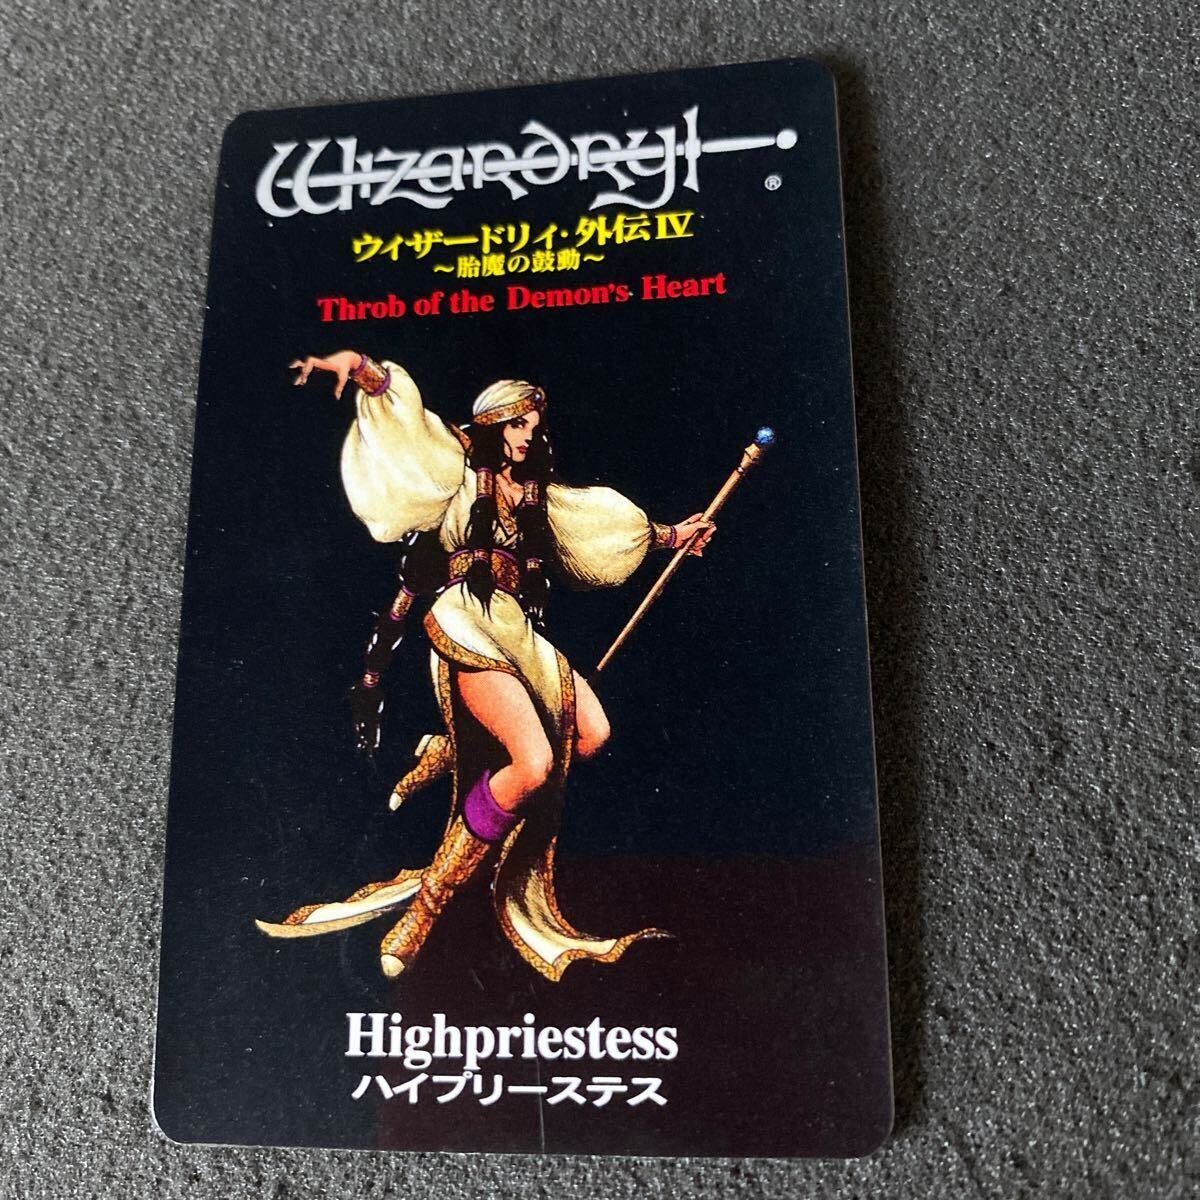 Wizardry
®
ウィザードリィ・外伝IV
～胎魔の鼓動～
Throb of the Demon's Heart
Highpriestess
ハイプリーステス